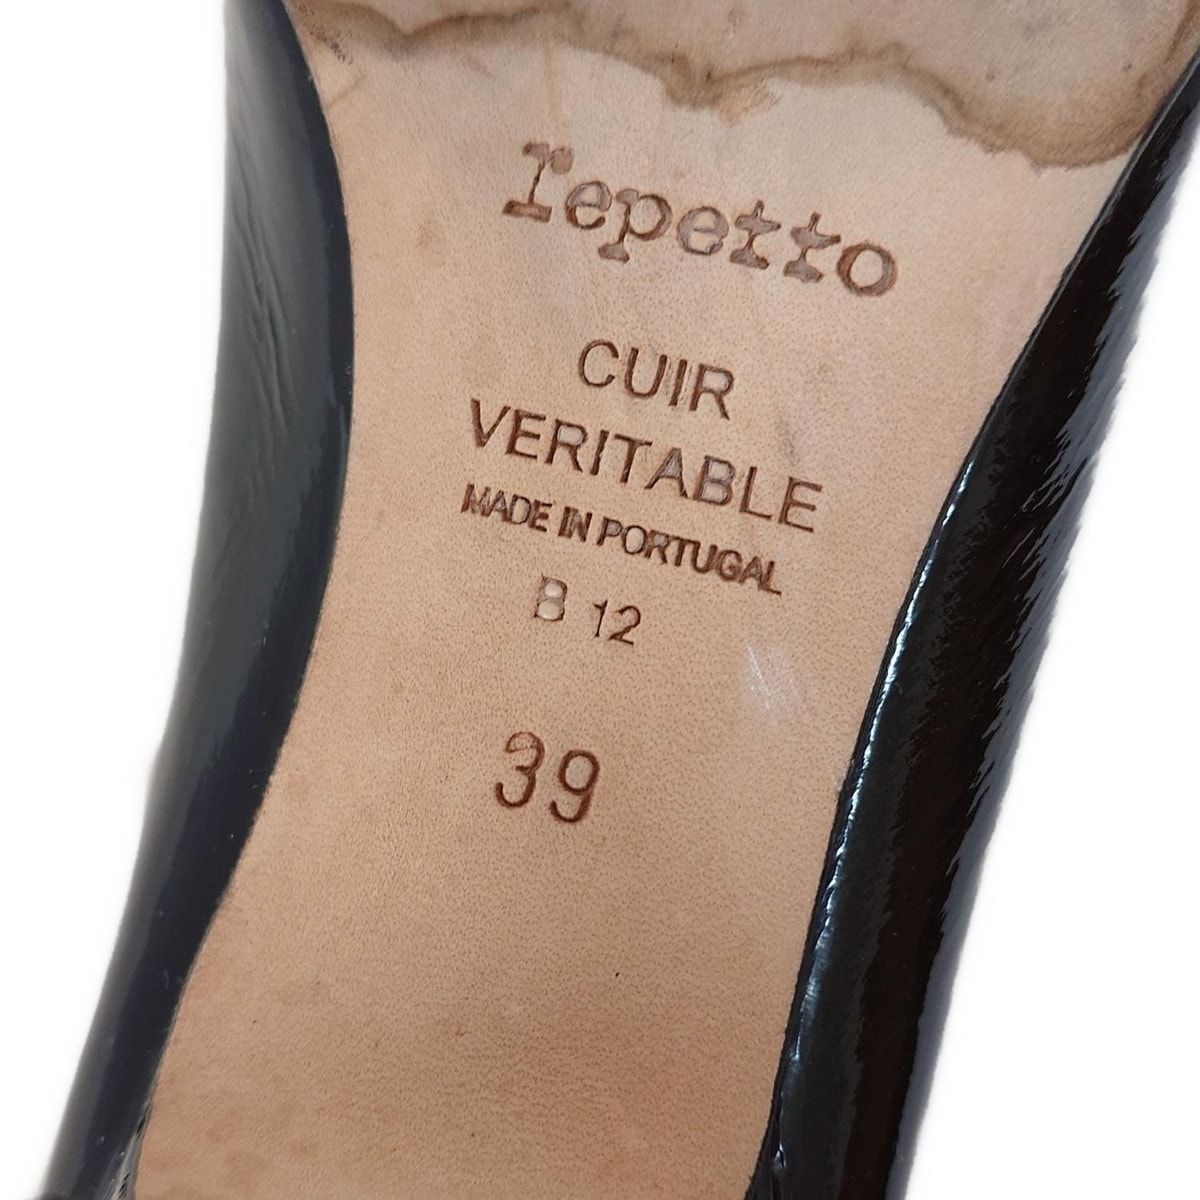 repetto
CUIR
VERITABLE
MADE IN PORTUGAL
B 12
39